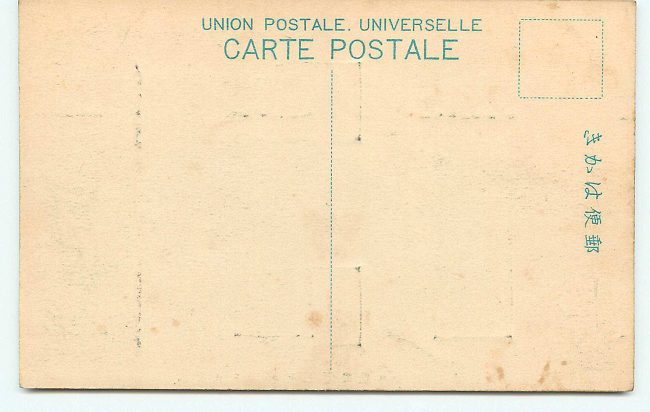 UNION POSTALE. UNIVERSELLE
CARTE POSTALE
郵便はかき